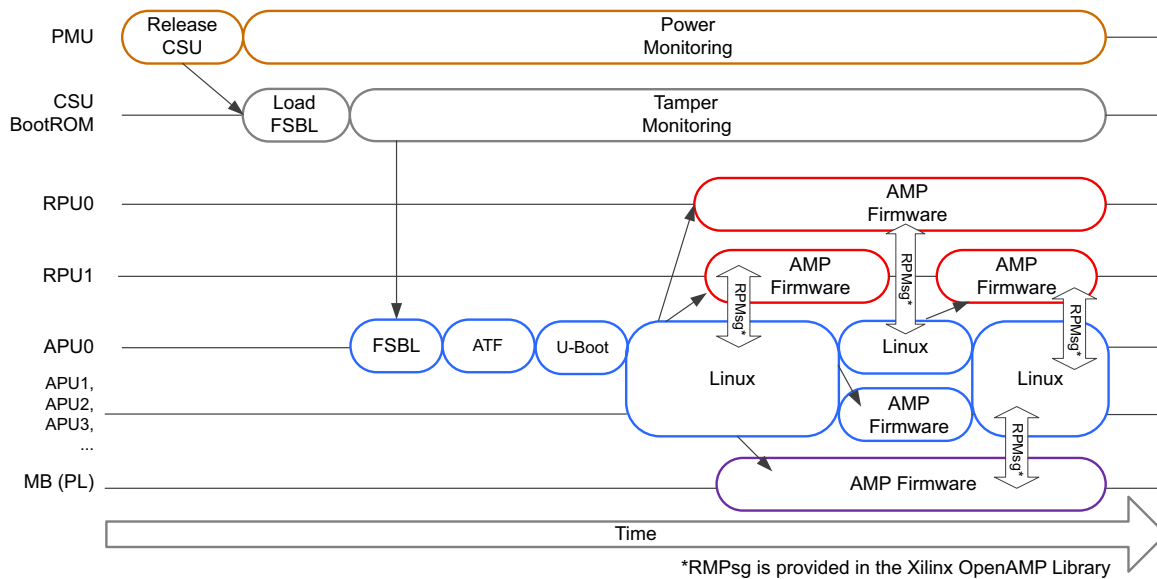 PMU
Release
CSU
Power
Monitoring
CSU
BootROM
Load
FSBL
Tamper
Monitoring
RPU0
AMP
Firmware
RPU1
AMP
Firmware
AMP
Firmware
RPMsg*
RPMsg*
RPMsg*
APU0
FSBL
ATF
U-Boot
Linux
Linux
Linux
APU1,
APU2,
APU3,
...
AMP
Firmware
RPMsg*
MB (PL)
AMP Firmware
Time
*RMPsg is provided in the Xilinx OpenAMP Library